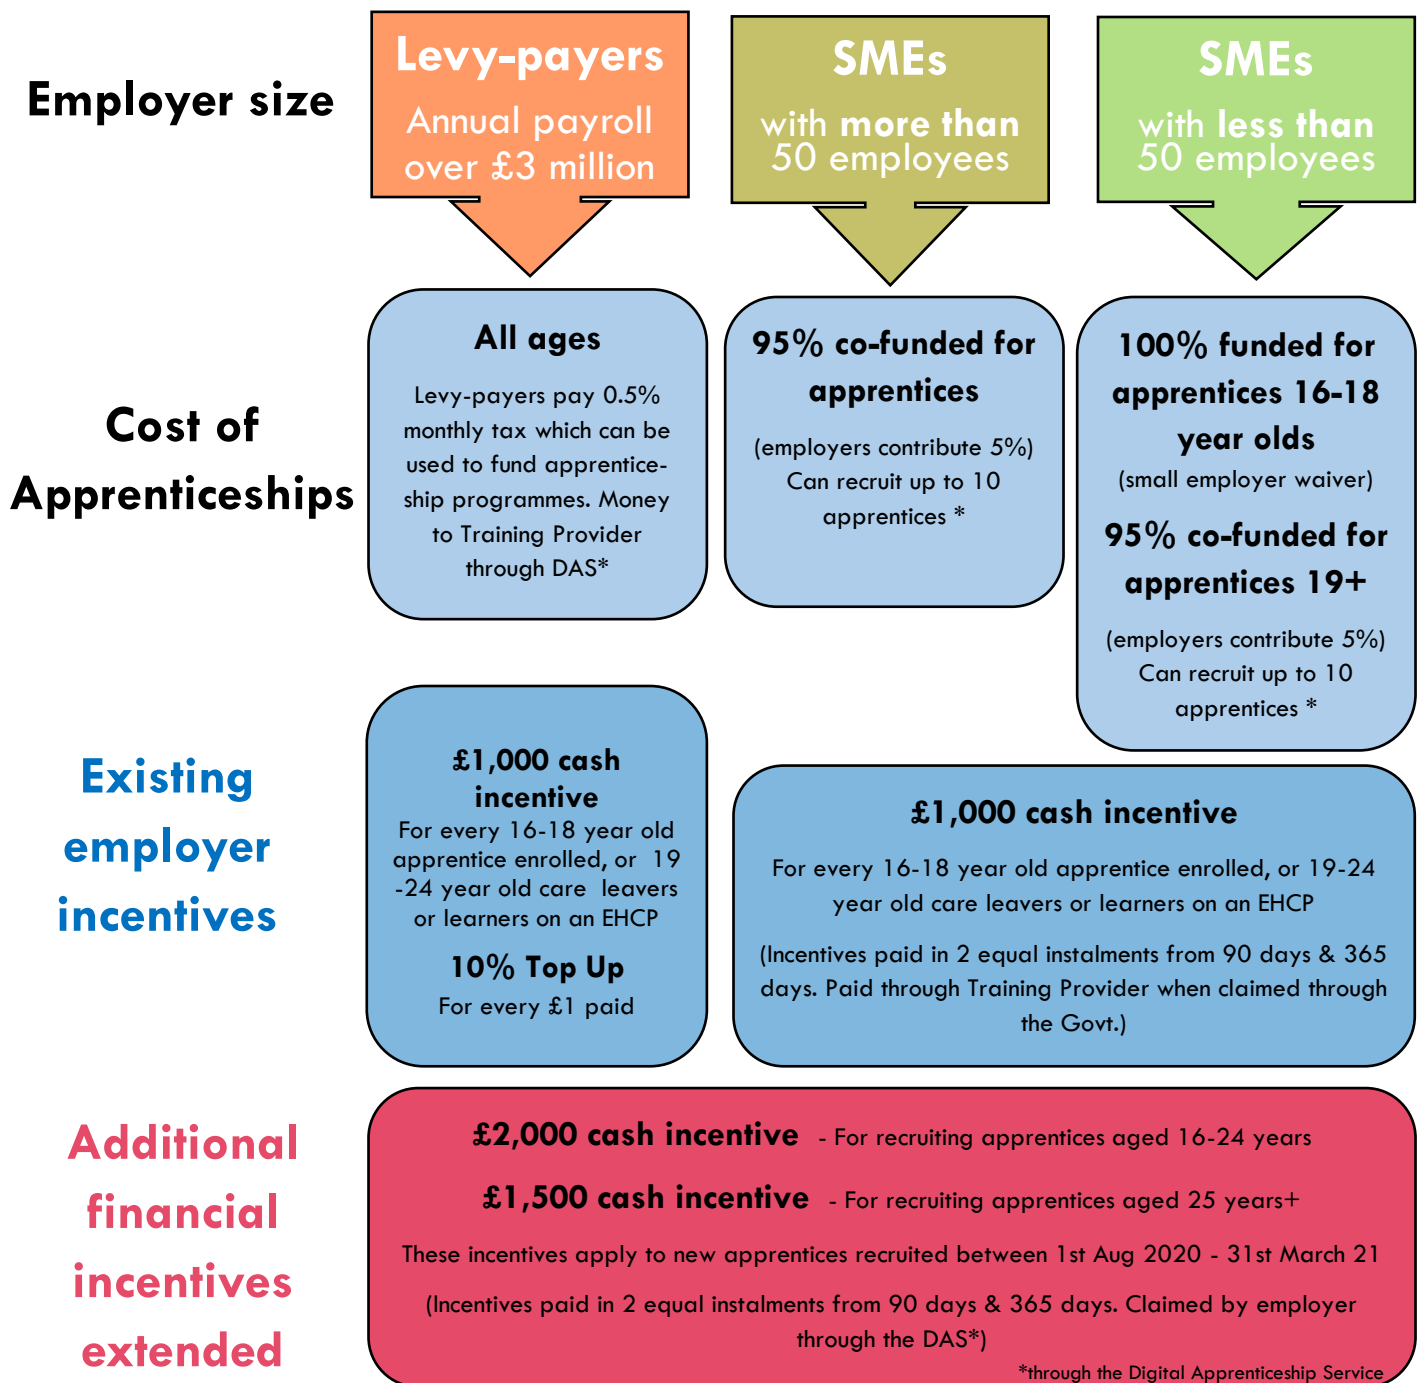 Employer size
Levy-payers
Annual payroll
over £3 million
SMEs
with more than
50 employees
SMEs
with less than
50 employees
Cost of
Apprenticeships
All ages
Levy-payers pay 0.5%
monthly tax which can be
used to fund apprentice-
ship programmes. Money
to Training Provider
through DAS*
95% co-funded for
apprentices
(employers contribute 5%)
Can recruit up to 10
apprentices *
100% funded for
apprentices 16-18
year olds
(small employer waiver)
95% co-funded for
apprentices 19+
(employers contribute 5%)
Can recruit up to 10
apprentices *
Existing
employer
incentives
£1,000 cash
incentive
For every 16-18 year old
apprentice enrolled, or 19
-24 year old care leavers
or learners on an EHCP
10% Top Up
For every £1 paid
£1,000 cash incentive
For every 16-18 year old apprentice enrolled, or 19-24
year old care leavers or learners on an EHCP
(Incentives paid in 2 equal instalments from 90 days & 365
days. Paid through Training Provider when claimed through
the Govt.)
Additional
financial
incentives
extended
£2,000 cash incentive - For recruiting apprentices aged 16-24 years
£1,500 cash incentive - For recruiting apprentices aged 25 years+
These incentives apply to new apprentices recruited between 1st Aug 2020 - 31st March 21
(Incentives paid in 2 equal instalments from 90 days & 365 days. Claimed by employer
through the DAS*)
*through the Digital Apprenticeship Service